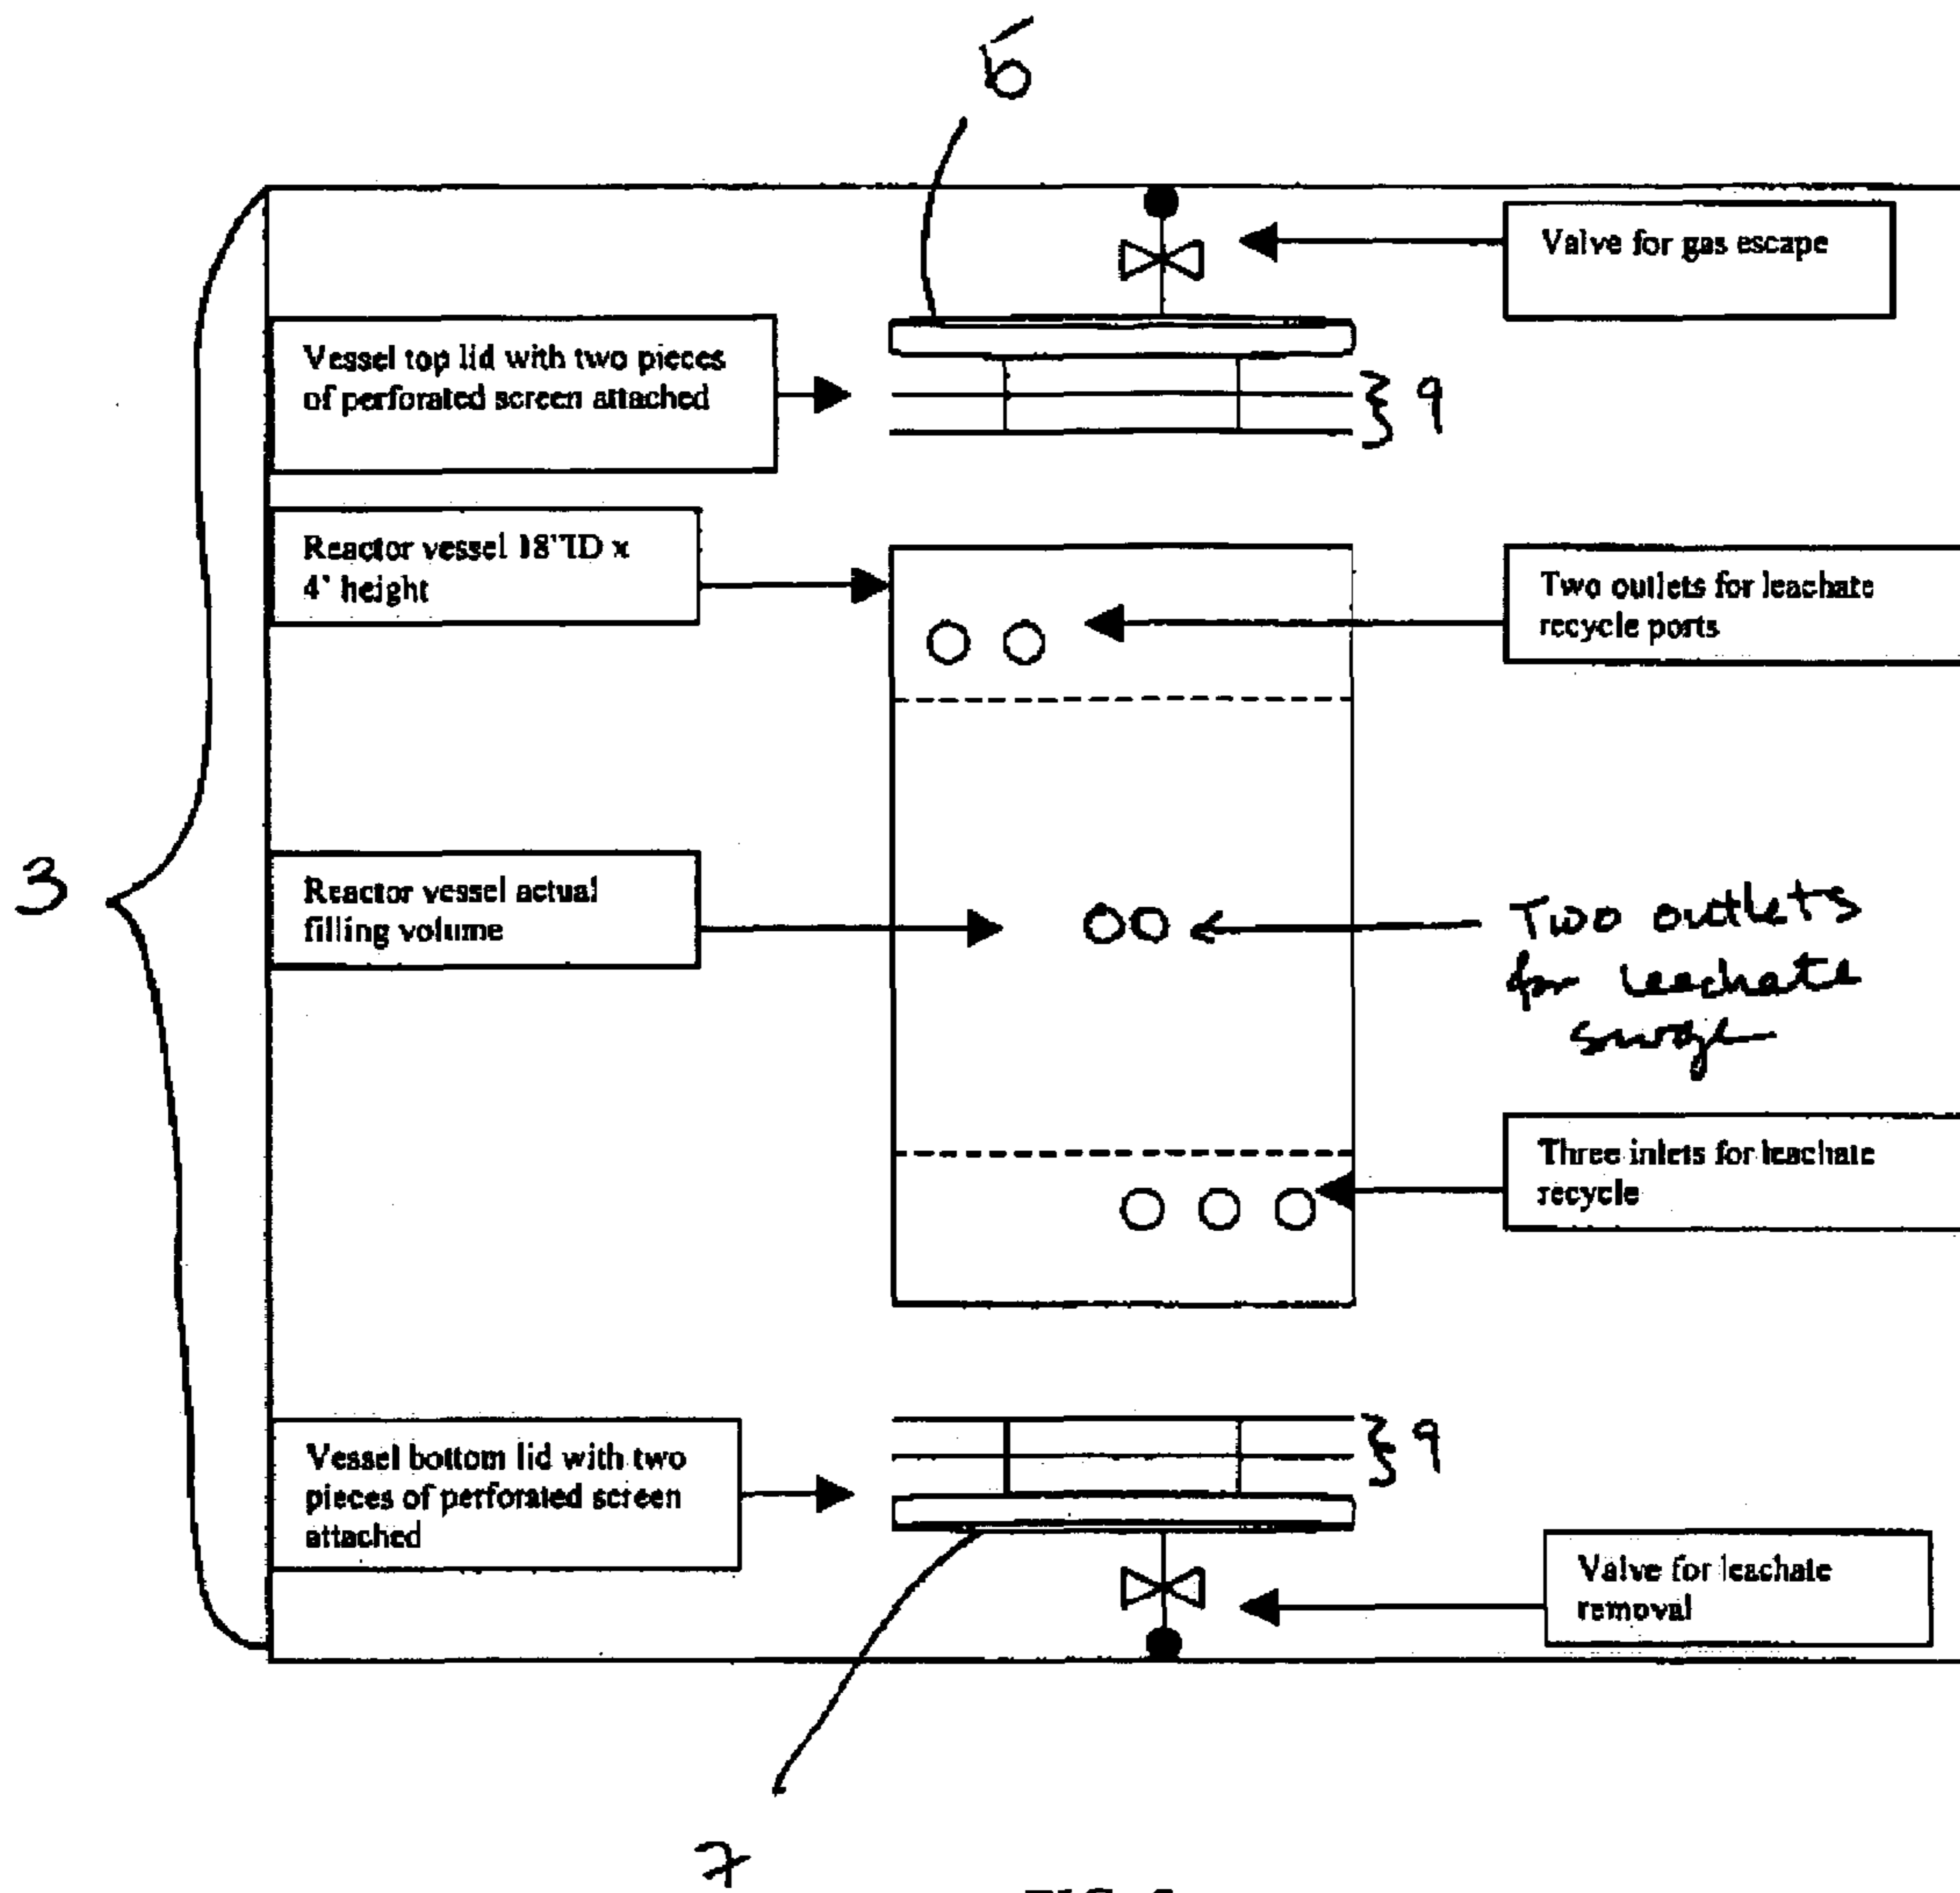 6
Valve for gas escape
Vessel top lid with two pieces
of perforated screen attached
9
Reactor vessel 18"ID x
4' height
Two outlets for leachate
recycle ports
3
Reactor vessel actual
filling volume
Two outlets
for leachate
surge
Three inlets for leachate
recycle
9
Vessel bottom lid with two
pieces of perforated screen
attached
Valve for leachate
removal
7